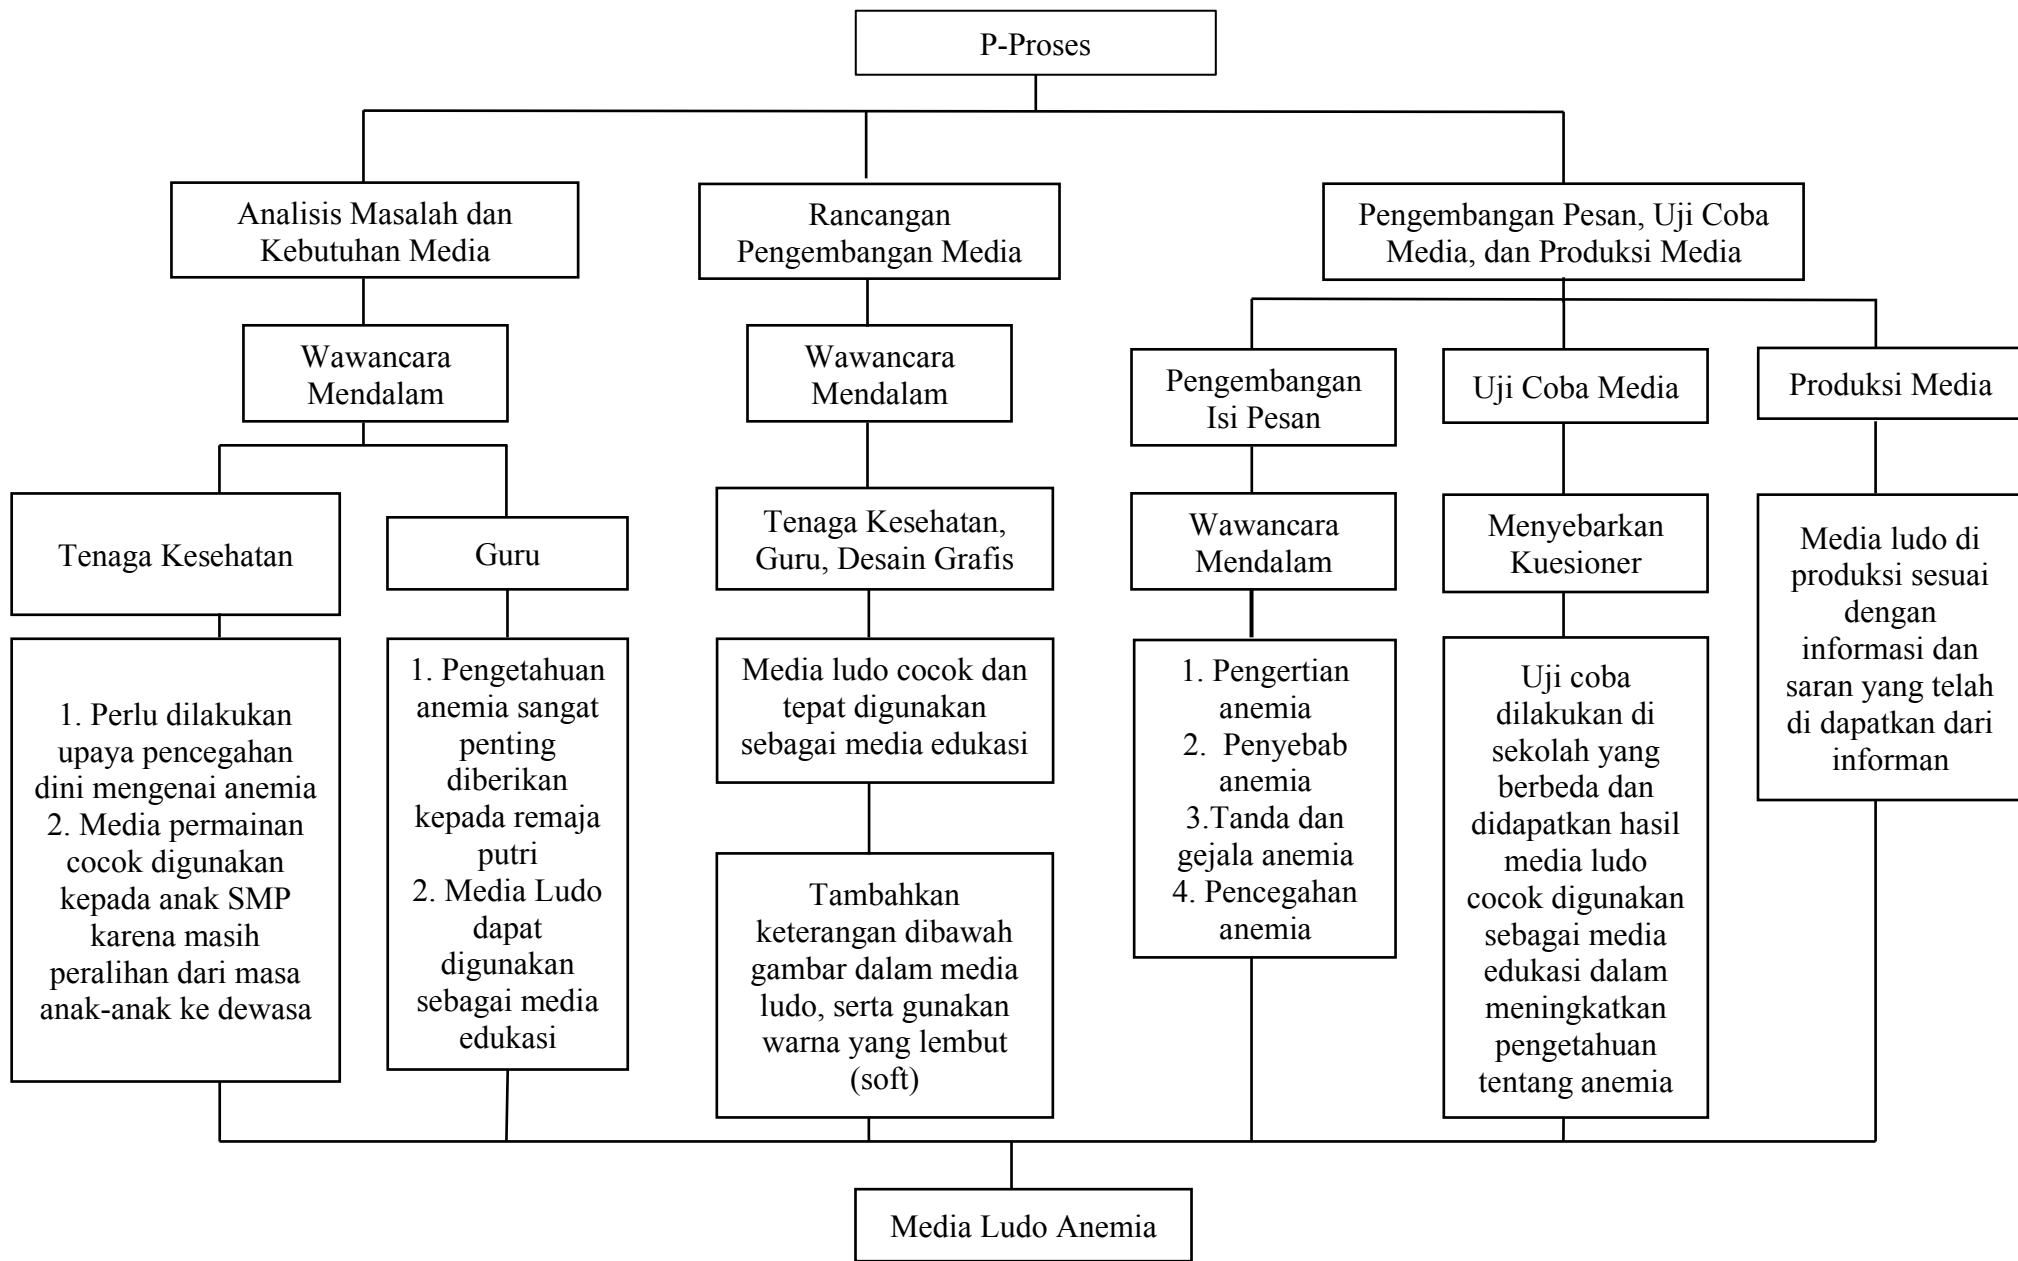 P-Proses
Analisis Masalah dan
Kebutuhan Media
Rancangan
Pengembangan Media
Pengembangan Pesan, Uji Coba
Media, dan Produksi Media
Wawancara
Mendalam
Wawancara
Mendalam
Pengembangan
Isi Pesan
Uji Coba Media
Produksi Media
Tenaga Kesehatan
Guru
Tenaga Kesehatan,
Guru, Desain Grafis
Wawancara
Mendalam
Menyebarkan
Kuesioner
Media ludo di
produksi sesuai
dengan
informasi dan
saran yang telah
di dapatkan dari
informan
1. Perlu dilakukan
upaya pencegahan
dini mengenai anemia
2. Media permainan
cocok digunakan
kepada anak SMP
karena masih
peralihan dari masa
anak-anak ke dewasa
1. Pengetahuan
anemia sangat
penting
diberikan
kepada remaja
putri
2. Media Ludo
dapat
digunakan
sebagai media
edukasi
Media ludo cocok dan
tepat digunakan
sebagai media edukasi
Tambahkan
keterangan dibawah
gambar dalam media
ludo, serta gunakan
warna yang lembut
(soft)
1. Pengertian
anemia
2.  Penyebab
anemia
3.Tanda dan
gejala anemia
4. Pencegahan
anemia
Uji coba
dilakukan di
sekolah yang
berbeda dan
didapatkan hasil
media ludo
cocok digunakan
sebagai media
edukasi dalam
meningkatkan
pengetahuan
tentang anemia
Media Ludo Anemia